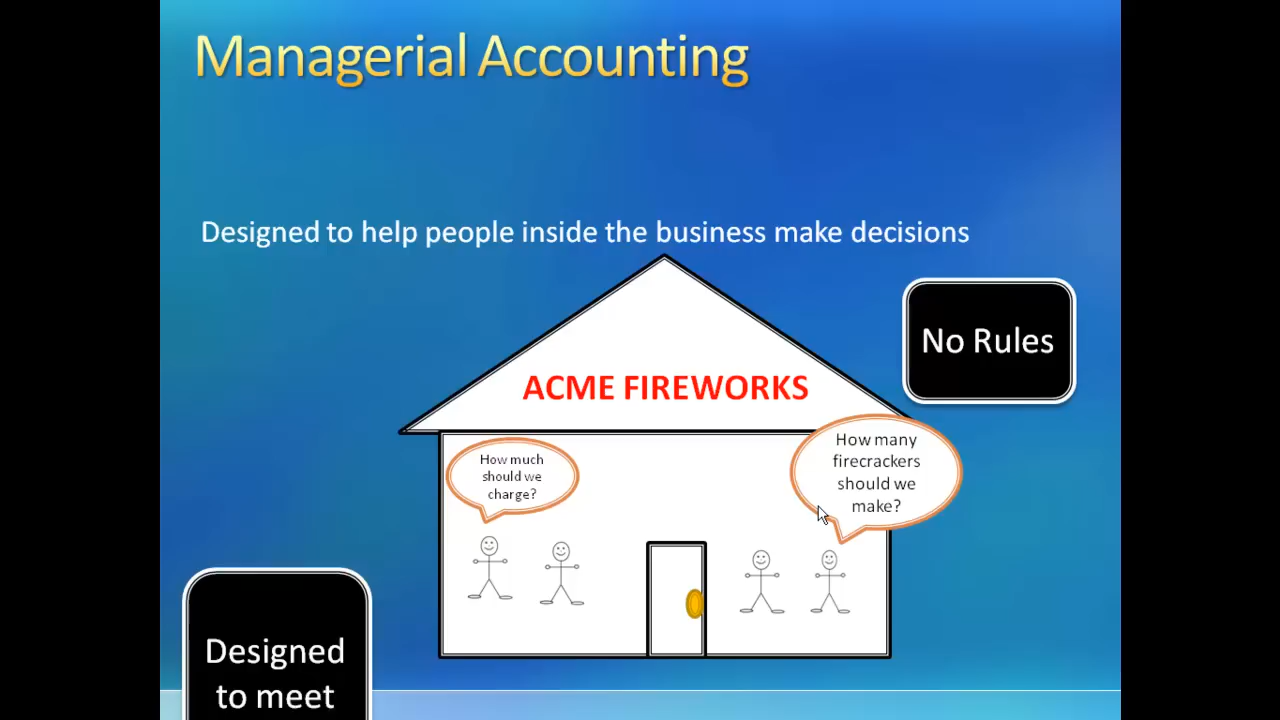 Managerial Accounting
Designed to help people inside the business make decisions
No Rules
ACME FIREWORKS
How much
should we
charge?
How many
firecrackers
should we
make?
Designed
to meet